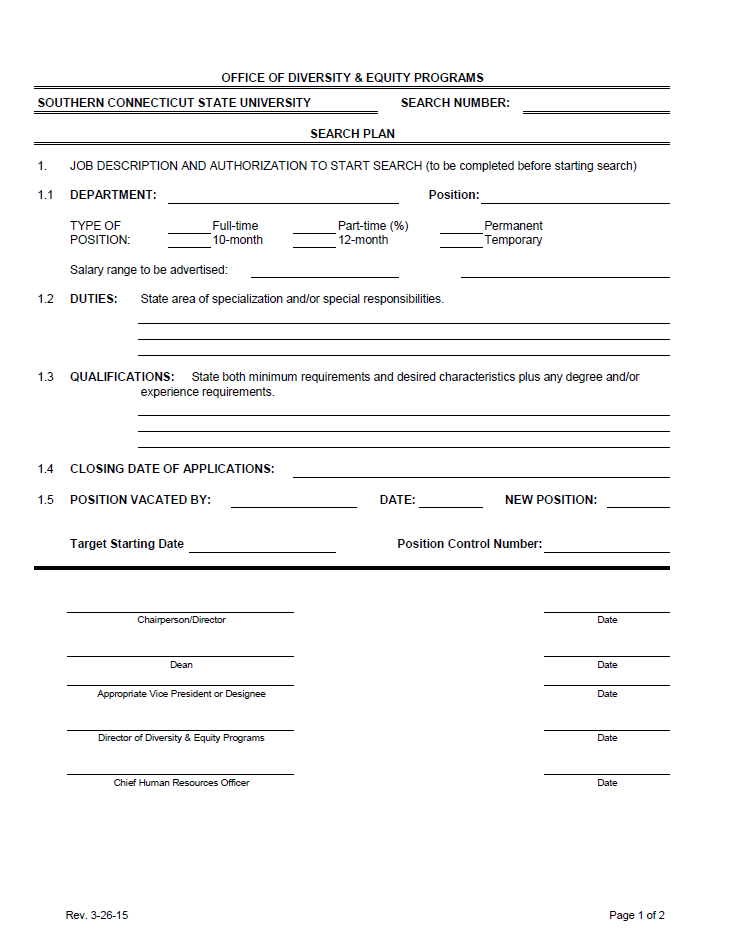 OFFICE OF DIVERSITY & EQUITY PROGRAMS
SOUTHERN CONNECTICUT STATE UNIVERSITY SEARCH NUMBER:
SEARCH PLAN
1. JOB DESCRIPTION AND AUTHORIZATION TO START SEARCH (to be completed before starting search)
1.1 DEPARTMENT: Position:
TYPE OF Full-time Part-time (%) Permanent
POSITION: 10-month 12-month Temporary
Salary range to be advertised:
1.2 DUTIES: State area of specialization and/or special responsibilities.
1.3 QUALIFICATIONS: State both minimum requirements and desired characteristics plus any degree and/or
experience requirements.
1.4 CLOSING DATE OF APPLICATIONS:
1.5 POSITION VACATED BY: DATE: NEW POSITION:
Target Starting Date Position Control Number:
Chairperson/Director Date
Dean Date
Appropriate Vice President or Designee Date
Director of Diversity & Equity Programs Date
Chief Human Resources Officer Date
Rev. 3-26-15 Page 1 of 2